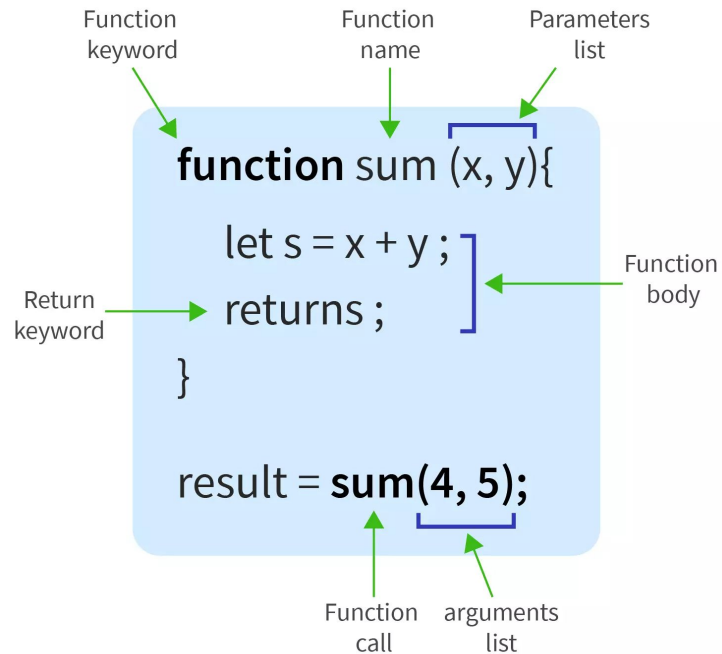 Function
keyword
Function
name
Parameters
list
function sum (x, y){
let s = x + y ;
returns ;
}
Function
body
Return
keyword
result = sum(4, 5);
Function
call
arguments
list